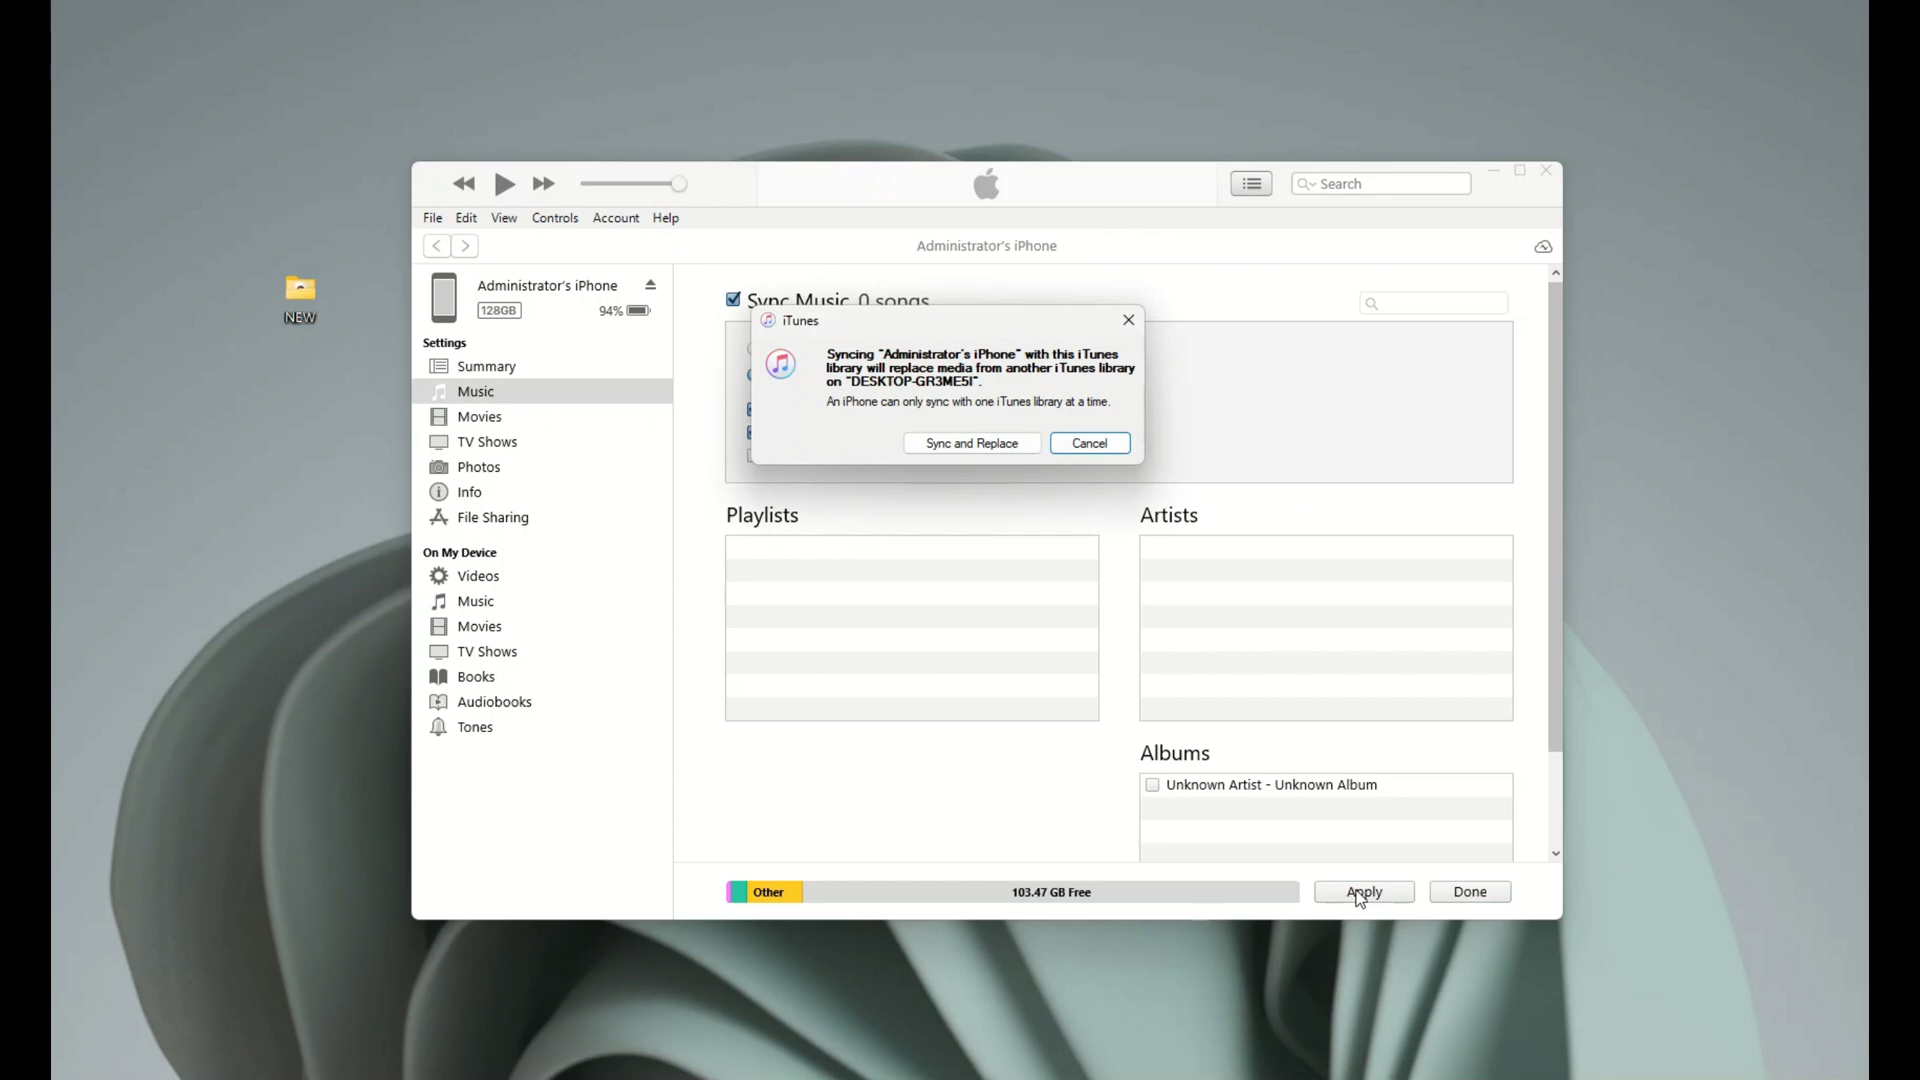 Search
File Edit View Controls Account Help
Administrator's iPhone
NEW
Administrator's iPhone
128GB 94%
Settings
Summary
Music
Movies
TV Shows
Photos
Info
File Sharing
On My Device
Videos
Music
Movies
TV Shows
Books
Audiobooks
Tones
Sync Music 0 songs
iTunes
Syncing "Administrator's iPhone" with this iTunes
library will replace media from another iTunes library
on "DESKTOP-GR3ME5I".
An iPhone can only sync with one iTunes library at a time.
Sync and Replace Cancel
Playlists
Artists
Albums
Unknown Artist - Unknown Album
Other 103.47 GB Free Apply Done